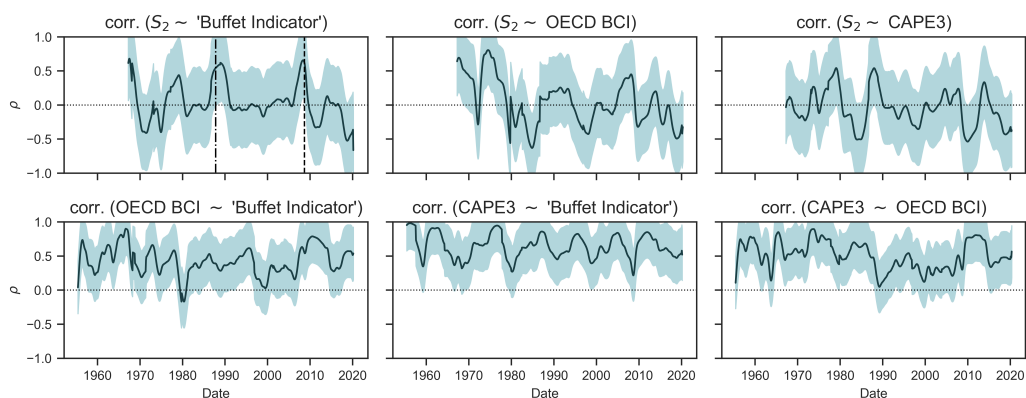 corr. (S₂ ~ 'Buffet Indicator')
corr. (S₂ ~ OECD BCI)
corr. (S₂ ~ CAPE3)
1.0
0.5
0.0
−0.5
−1.0
ρ
corr. (OECD BCI ~ 'Buffet Indicator')
corr. (CAPE3 ~ 'Buffet Indicator')
corr. (CAPE3 ~ OECD BCI)
1.0
0.5
0.0
−0.5
−1.0
ρ
1960 1970 1980 1990 2000 2010 2020
1960 1970 1980 1990 2000 2010 2020
1960 1970 1980 1990 2000 2010 2020
Date
Date
Date